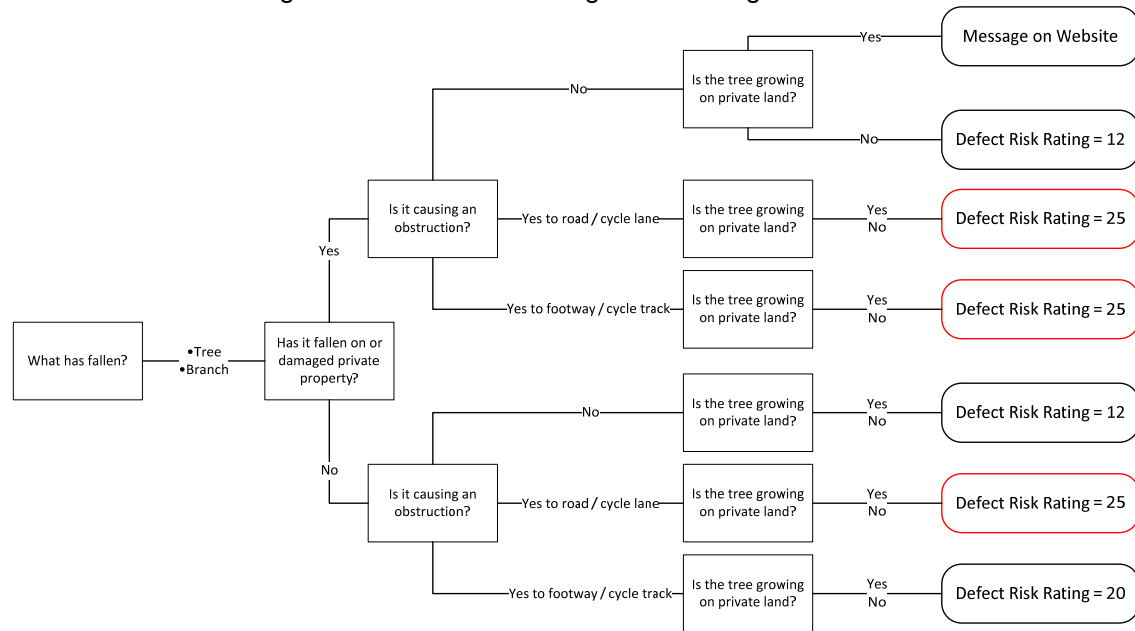 Yes
Message on Website
Is the tree growing
on private land?
No
No
Defect Risk Rating = 12
Is it causing an
obstruction?
Yes to road / cycle lane
Is the tree growing
on private land?
Yes
No
Defect Risk Rating = 25
Yes
Yes to footway / cycle track
Is the tree growing
on private land?
Yes
No
Defect Risk Rating = 25
What has fallen?
•Tree
•Branch
Has it fallen on or
damaged private
property?
No
Is the tree growing
on private land?
Yes
No
Defect Risk Rating = 12
No
Is it causing an
obstruction?
Yes to road / cycle lane
Is the tree growing
on private land?
Yes
No
Defect Risk Rating = 25
Yes to footway / cycle track
Is the tree growing
on private land?
Yes
No
Defect Risk Rating = 20